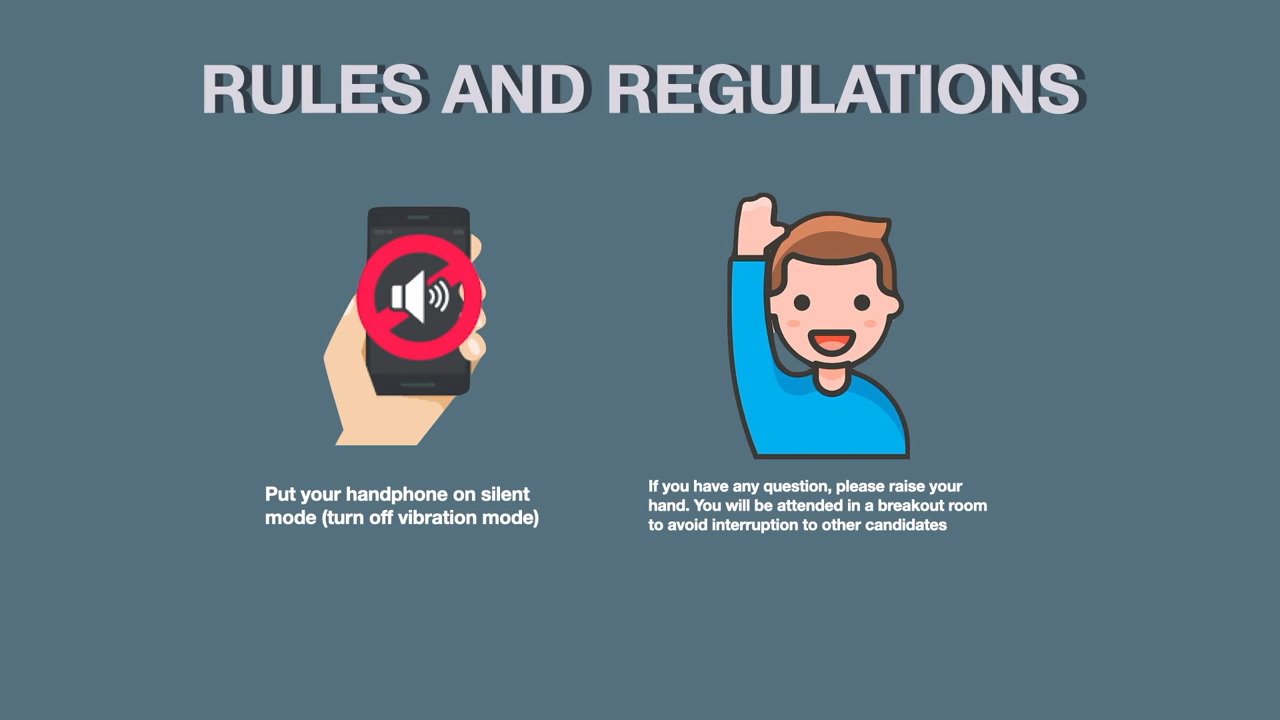 RULES AND REGULATIONS
Put your handphone on silent
mode (turn off vibration mode)
If you have any question, please raise your
hand. You will be attended in a breakout room
to avoid interruption to other candidates